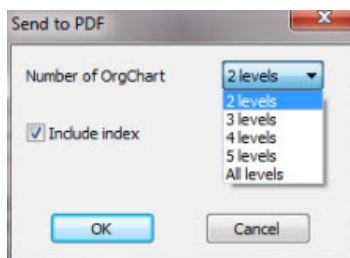 Send to PDF
X
Number of OrgChart
2 levels
2 levels
3 levels
4 levels
5 levels
All levels
Include index
OK
Cancel